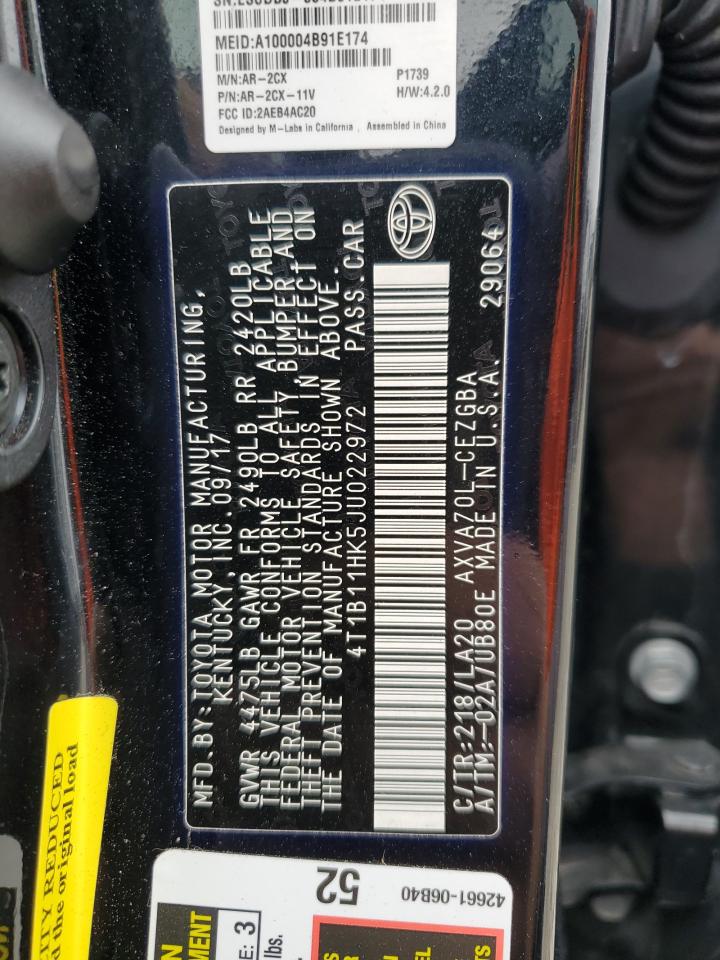 MEID:A100004B91E174
M/N:AR-2CX P1739
P/N:AR-2CX-11V H/W:4.2.0
FCC ID:2AEB4AC20
Designed by M-Labs in California, Assembled in China
MFD.BY:TOYOTA MOTOR MANUFACTURING,
KENTUCKY,INC.09/17
GVWR 4475LB GAWR FR 2490LB RR 2420LB
THIS VEHICLE CONFORMS TO ALL APPLICABLE
FEDERAL MOTOR VEHICLE SAFETY,BUMPER,AND
THEFT PREVENTION STANDARDS IN EFFECT ON
THE DATE OF MANUFACTURE SHOWN ABOVE.
4T1B11HK5JU022972 PASS.CAR
C/TR:218/LA20 AXVA70L-CEZGBA 29064
A/TM:-02A/UB80E MADE IN U.S.A.
ITY REDUCED
the original load
52
42661-06B40
MENT
E: 3
lbs.